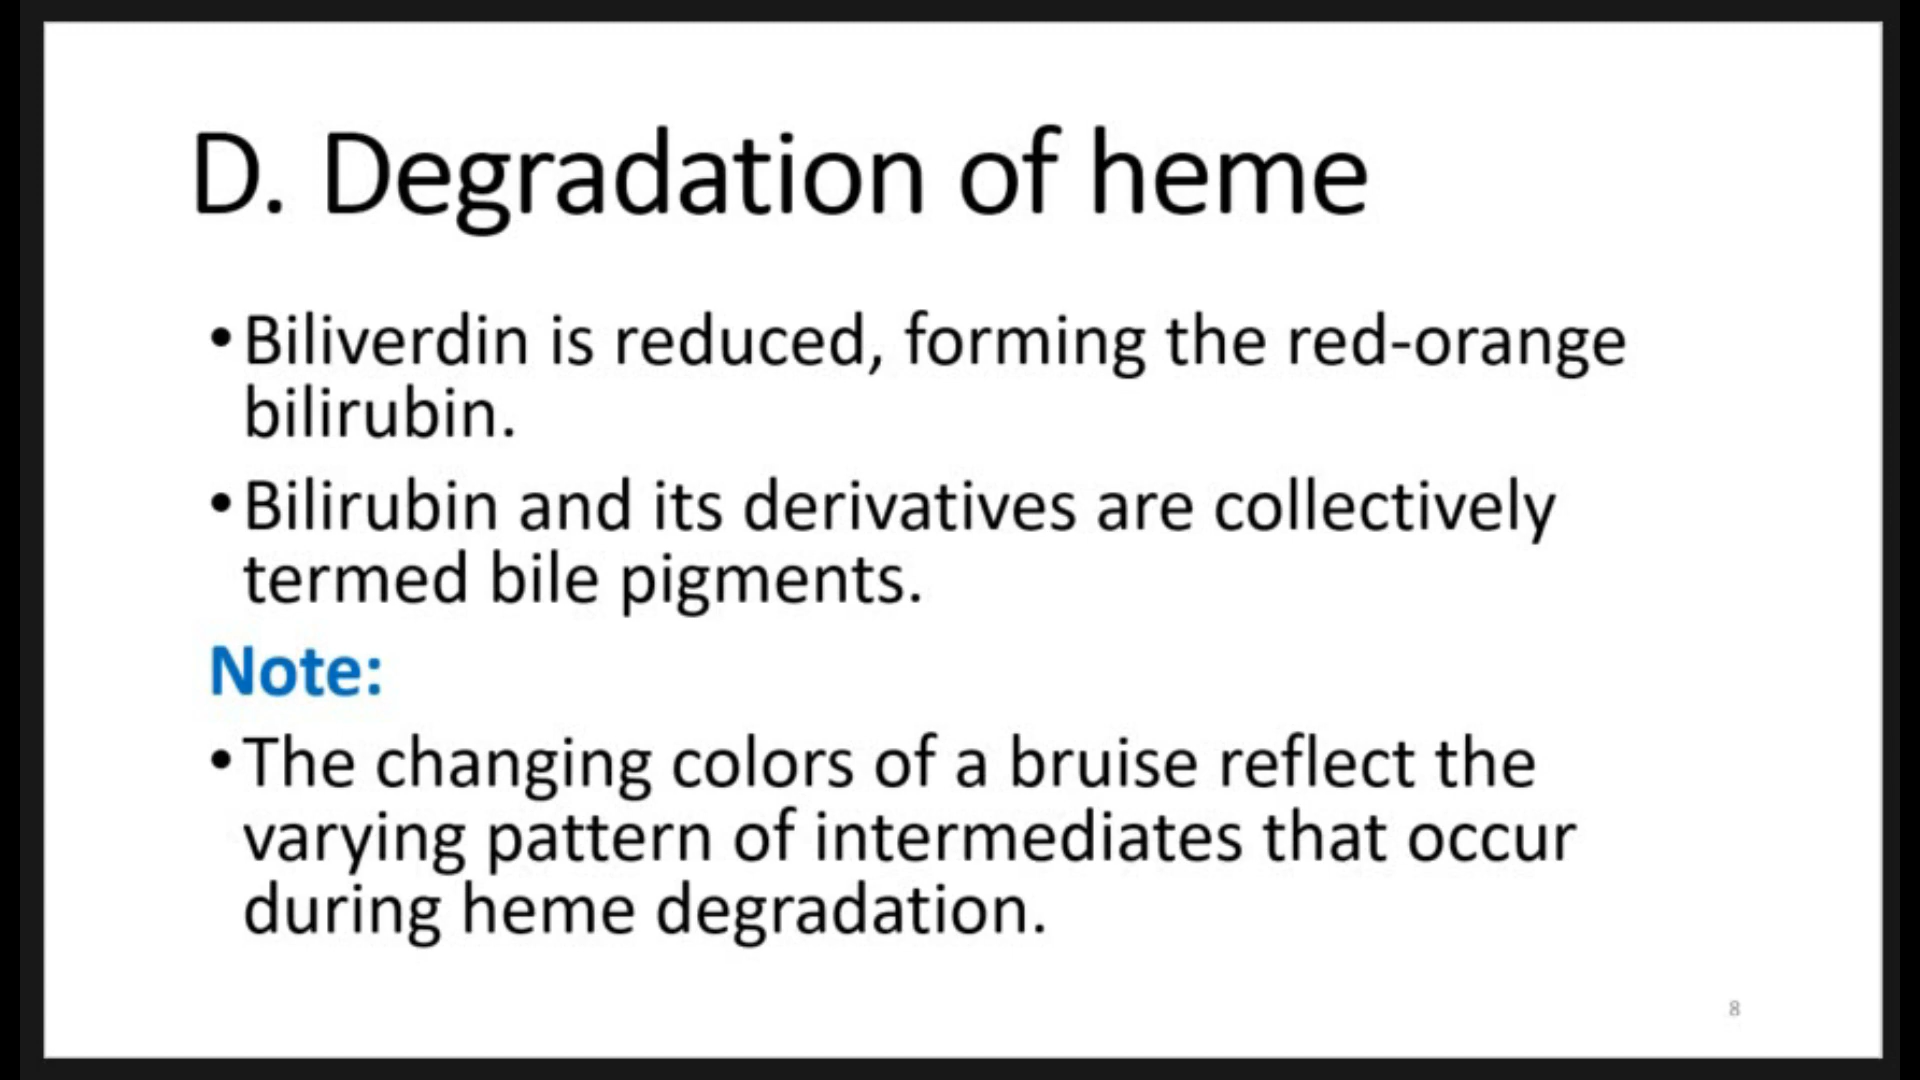 D. Degradation of heme
•Biliverdin is reduced, forming the red-orange
bilirubin.
•Bilirubin and its derivatives are collectively
termed bile pigments.
Note:
•The changing colors of a bruise reflect the
varying pattern of intermediates that occur
during heme degradation.
8